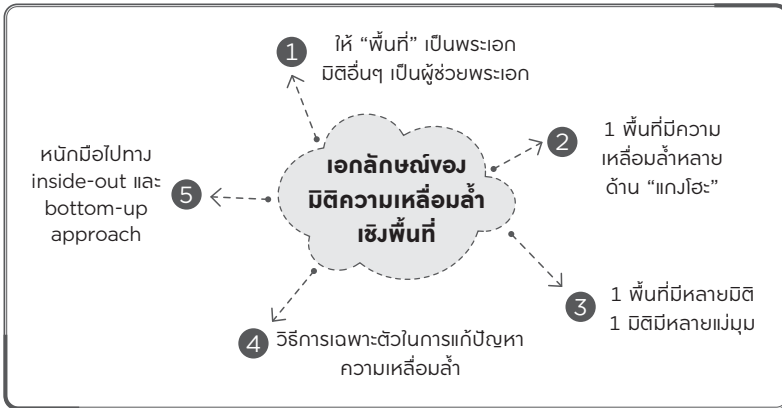 เอกลักษณ์ของ
มิติความเหลื่อมล้ำ
เชิงพื้นที่
1
ให้ “พื้นที่” เป็นพระเอก
มิติอื่นๆ เป็นผู้ช่วยพระเอก
2
1 พื้นที่มีความ
เหลื่อมล้ำหลาย
ด้าน “แกงโฮะ”
3
1 พื้นที่มีหลายมิติ
1 มิติมีหลายแง่มุม
4
วิธีการเฉพาะตัวในการแก้ปัญหา
ความเหลื่อมล้ำ
5
หนักมือไปทาง
inside-out และ
bottom-up
approach